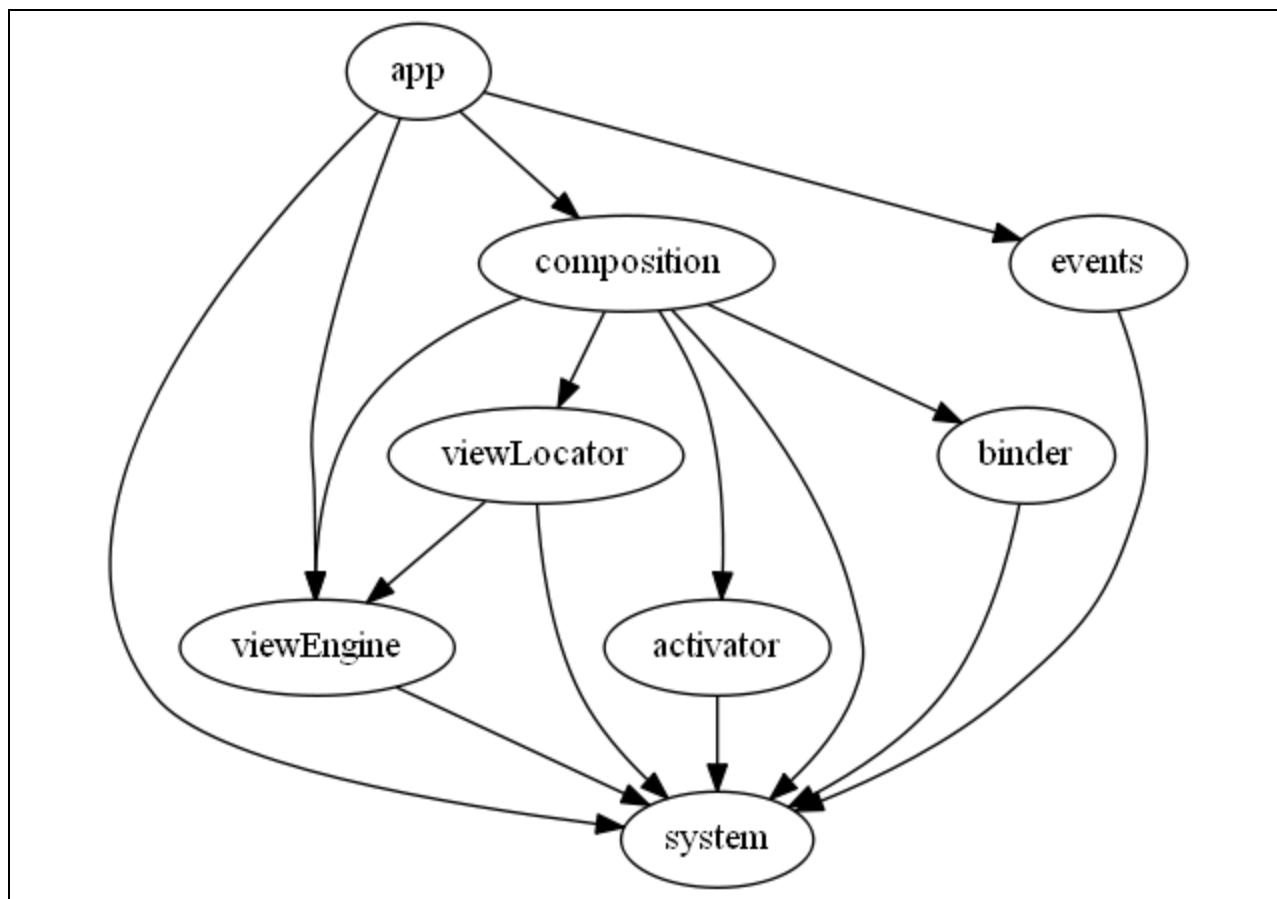 app
composition
events
viewLocator
binder
viewEngine
activator
system